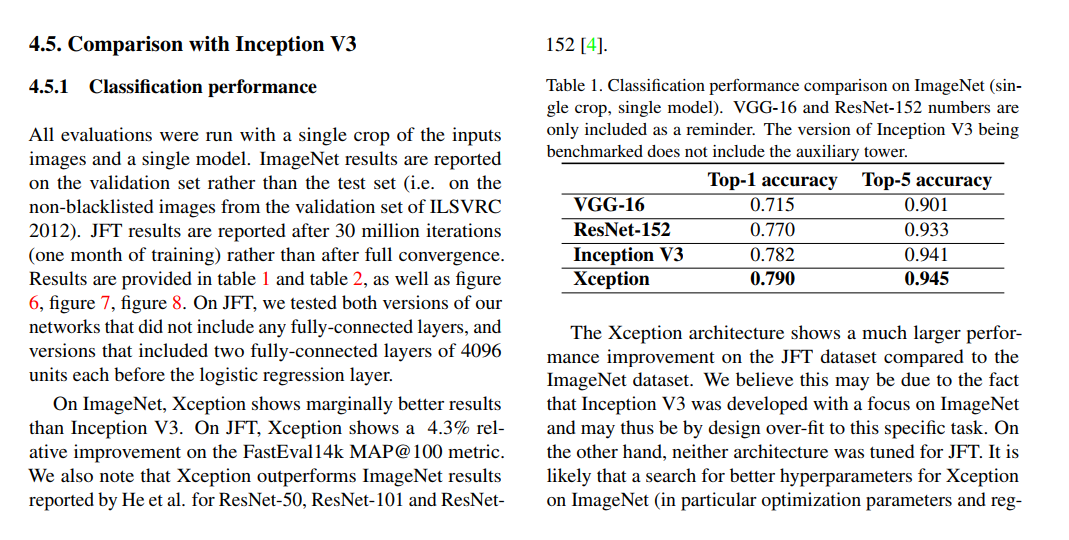 4.5. Comparison with Inception V3
4.5.1 Classification performance
All evaluations were run with a single crop of the inputs
images and a single model. ImageNet results are reported
on the validation set rather than the test set (i.e. on the
non-blacklisted images from the validation set of ILSVRC
2012). JFT results are reported after 30 million iterations
(one month of training) rather than after full convergence.
Results are provided in table 1 and table 2, as well as figure
6, figure 7, figure 8. On JFT, we tested both versions of our
networks that did not include any fully-connected layers, and
versions that included two fully-connected layers of 4096
units each before the logistic regression layer.
On ImageNet, Xception shows marginally better results
than Inception V3. On JFT, Xception shows a 4.3% rel-
ative improvement on the FastEval14k MAP@100 metric.
We also note that Xception outperforms ImageNet results
reported by He et al. for ResNet-50, ResNet-101 and ResNet-
152 [4].
Table 1. Classification performance comparison on ImageNet (sin-
gle crop, single model). VGG-16 and ResNet-152 numbers are
only included as a reminder. The version of Inception V3 being
benchmarked does not include the auxiliary tower.
Top-1 accuracy Top-5 accuracy
VGG-16 0.715 0.901
ResNet-152 0.770 0.933
Inception V3 0.782 0.941
Xception 0.790 0.945
The Xception architecture shows a much larger perfor-
mance improvement on the JFT dataset compared to the
ImageNet dataset. We believe this may be due to the fact
that Inception V3 was developed with a focus on ImageNet
and may thus be by design over-fit to this specific task. On
the other hand, neither architecture was tuned for JFT. It is
likely that a search for better hyperparameters for Xception
on ImageNet (in particular optimization parameters and reg-